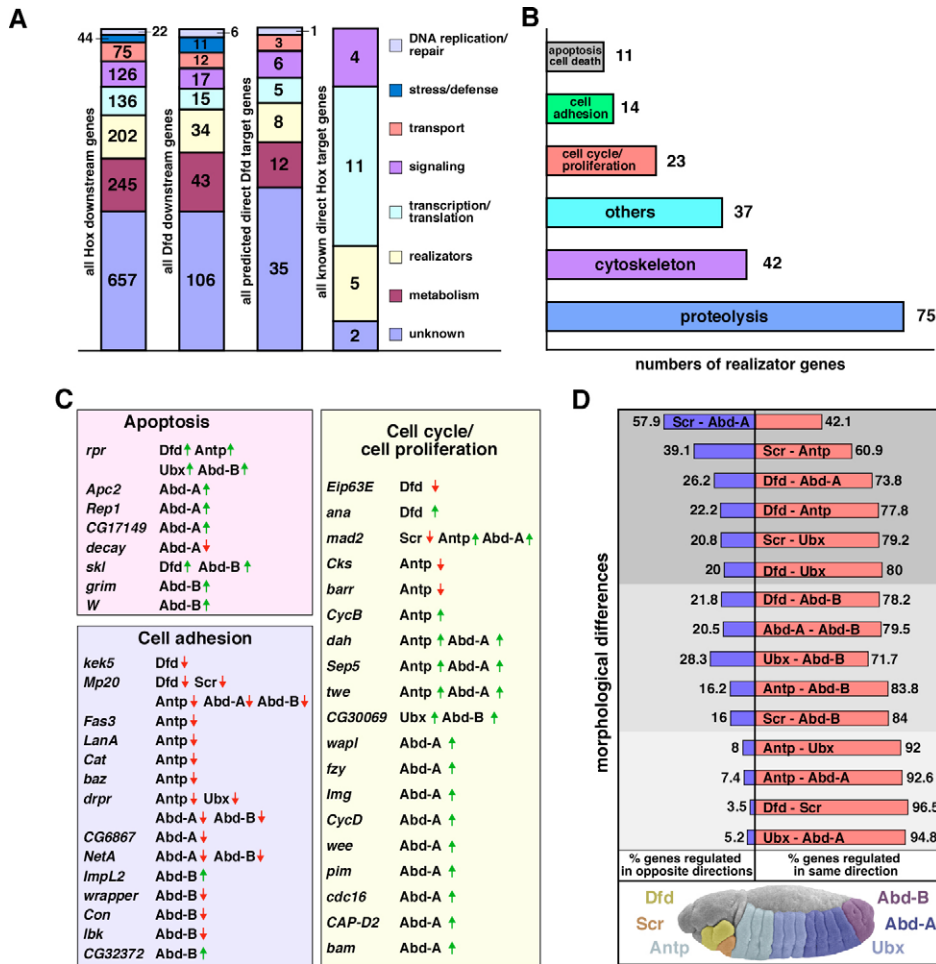 A
all Hox downstream genes
44
22
75
126
136
202
245
657
all Dfd downstream genes
6
11
12
17
15
34
43
106
all predicted direct Dfd target genes
1
3
6
5
8
12
35
all known direct Hox target genes
4
11
5
2
DNA replication/
repair
stress/defense
transport
signaling
transcription/
translation
realizators
metabolism
unknown
B
apoptosis
cell death
11
cell
adhesion
14
cell cycle/
proliferation
23
others
37
cytoskeleton
42
proteolysis
75
numbers of realizator genes
C
Apoptosis
rpr Dfd↑ Antp↑
Ubx↑ Abd-B↑
Apc2 Abd-A↑
Rep1 Abd-A↑
CG17149 Abd-A↑
decay Abd-A↓
skl Dfd↑ Abd-B↑
grim Abd-B↑
W Abd-B↑
Cell adhesion
kek5 Dfd↓
Mp20 Dfd↓ Scr↓
Antp↓ Abd-A↓ Abd-B↓
Fas3 Antp↓
LanA Antp↓
Cat Antp↓
baz Antp↓
drpr Antp↓ Ubx↓
Abd-A↓ Abd-B↓
CG6867 Abd-A↓
NetA Abd-A↓ Abd-B↓
ImpL2 Abd-B↑
wrapper Abd-B↓
Con Abd-B↓
lbk Abd-B↓
CG32372 Abd-B↑
Cell cycle/
cell proliferation
Eip63E Dfd ↓
ana Dfd ↑
mad2 Scr↓ Antp↑ Abd-A↑
Cks Antp↓
barr Antp↓
CycB Antp↑
dah Antp↑ Abd-A ↑
Sep5 Antp↑ Abd-A ↑
twe Antp↑ Abd-A ↑
CG30069 Ubx↑ Abd-B ↑
wapl Abd-A ↑
fzy Abd-A ↑
lmg Abd-A ↑
CycD Abd-A ↑
wee Abd-A ↑
pim Abd-A ↑
cdc16 Abd-A ↑
CAP-D2 Abd-A ↑
bam Abd-A ↑
D
morphological differences
57.9 Scr - Abd-A 42.1
39.1 Scr - Antp 60.9
26.2 Dfd - Abd-A 73.8
22.2 Dfd - Antp 77.8
20.8 Scr - Ubx 79.2
20 Dfd - Ubx 80
21.8 Dfd - Abd-B 78.2
20.5 Abd-A - Abd-B 79.5
28.3 Ubx - Abd-B 71.7
16.2 Antp - Abd-B 83.8
16 Scr - Abd-B 84
8 Antp - Ubx 92
7.4 Antp - Abd-A 92.6
3.5 Dfd - Scr 96.5
5.2 Ubx - Abd-A 94.8
% genes regulated
in opposite directions
% genes regulated
in same direction
Dfd
Scr
Antp
Abd-B
Abd-A
Ubx